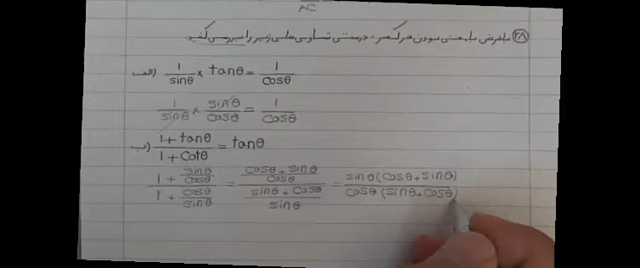 ۲۸ با فرض با معنی بودن هر کسر، درستی تساوی های زیر را بررسی کنید.
الف) 1/sinθ × tanθ = 1/cosθ
1/sinθ × sinθ/cosθ = 1/cosθ
ب) (1 + tanθ)/(1 + cotθ) = tanθ
(1 + sinθ/cosθ)/(1 + cosθ/sinθ) = ((cosθ + sinθ)/cosθ)/((sinθ + cosθ)/sinθ) = sinθ(cosθ + sinθ)/cosθ(sinθ + cosθ)